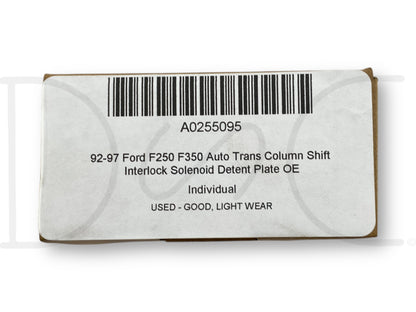 A0255095
92-97 Ford F250 F350 Auto Trans Column Shift
Interlock Solenoid Detent Plate OE
Individual
USED - GOOD, LIGHT WEAR